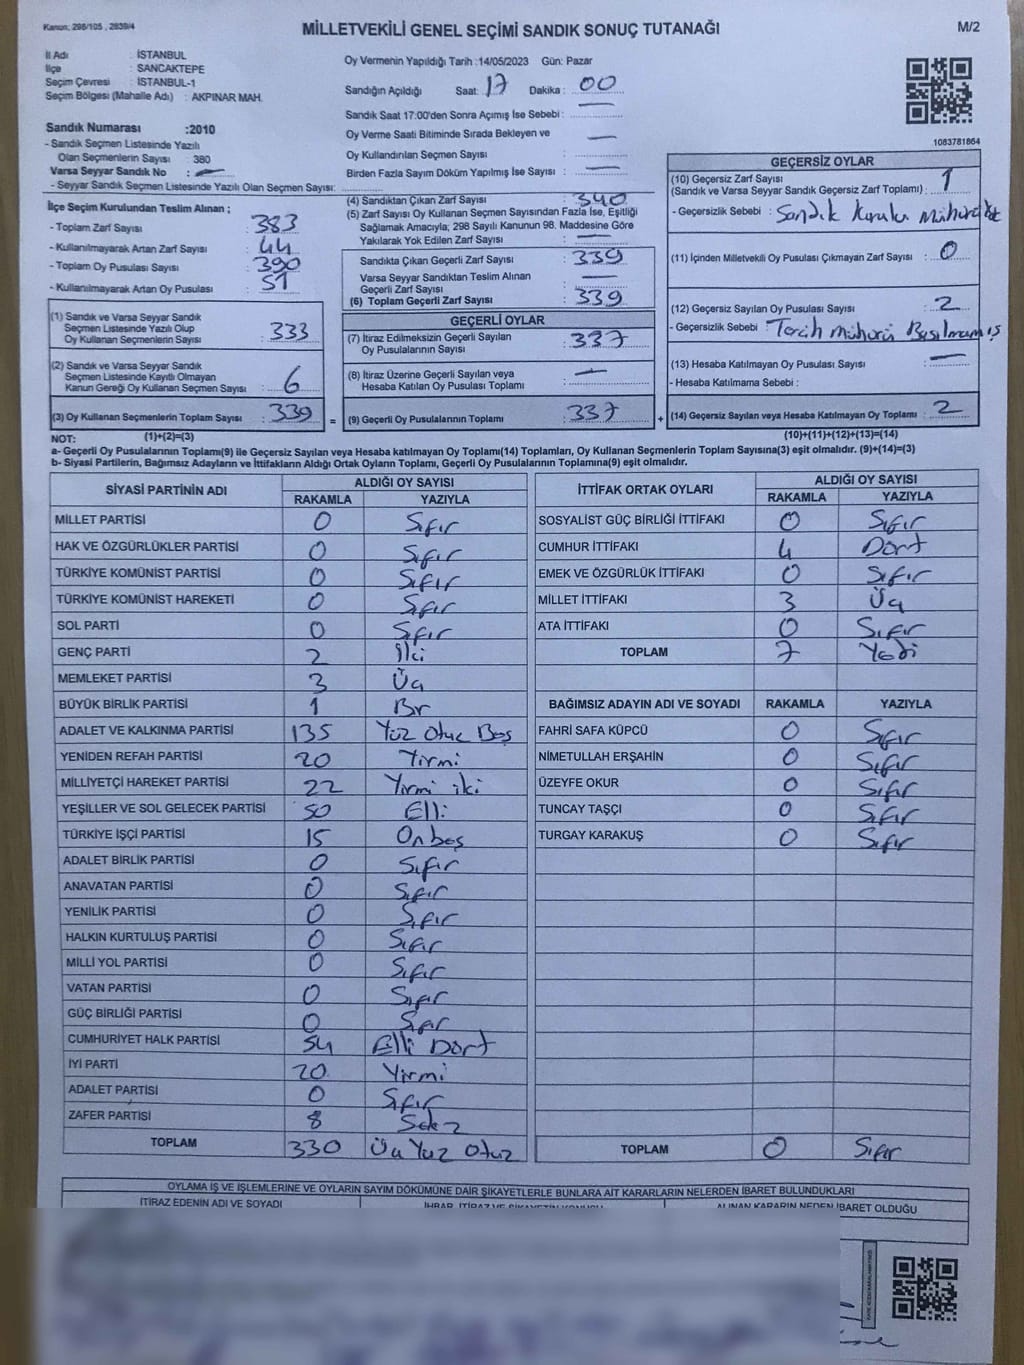 Kanun: 298/105 , 2839/4
MİLLETVEKİLİ GENEL SEÇİMİ SANDIK SONUÇ TUTANAĞI
M/2
İl Adı : İSTANBUL
İlçe : SANCAKTEPE
Seçim Çevresi : İSTANBUL-1
Seçim Bölgesi (Mahalle Adı) : AKPINAR MAH.
Sandık Numarası :2010
- Sandık Seçmen Listesinde Yazılı
Olan Seçmenlerin Sayısı : 380
Varsa Seyyar Sandık No : —
- Seyyar Sandık Seçmen Listesinde Yazılı Olan Seçmen Sayısı:
Oy Vermenin Yapıldığı Tarih :14/05/2023 Gün: Pazar
Sandığın Açıldığı Saat: 17 Dakika : 00
Sandık Saat 17:00'den Sonra Açımış İse Sebebi : —
Oy Verme Saati Bitiminde Sırada Bekleyen ve
Oy Kullandırılan Seçmen Sayısı : —
Birden Fazla Sayım Döküm Yapılmış İse Sayısı : —
1083781864
İlçe Seçim Kurulundan Teslim Alınan ;
- Toplam Zarf Sayısı : 383
- Kullanılmayarak Artan Zarf Sayısı : 44
- Toplam Oy Pusulası Sayısı : 390
- Kullanılmayarak Artan Oy Pusulası : 51
(1) Sandık ve Varsa Seyyar Sandık
Seçmen Listesinde Yazılı Olup
Oy Kullanan Seçmenlerin Sayısı : 333
(2) Sandık ve Varsa Seyyar Sandık
Seçmen Listesinde Kayıtlı Olmayan
Kanun Gereği Oy Kullanan Seçmen Sayısı : 6
(3) Oy Kullanan Seçmenlerin Toplam Sayısı : 339
(4) Sandıktan Çıkan Zarf Sayısı : 340
(5) Zarf Sayısı Oy Kullanan Seçmen Sayısından Fazla İse, Eşitliği
Sağlamak Amacıyla; 298 Sayılı Kanunun 98. Maddesine Göre
Yakılarak Yok Edilen Zarf Sayısı : —
Sandıkta Çıkan Geçerli Zarf Sayısı : 339
Varsa Seyyar Sandıktan Teslim Alınan
Geçerli Zarf Sayısı : —
(6) Toplam Geçerli Zarf Sayısı : 339
GEÇERLİ OYLAR
(7) İtiraz Edilmeksizin Geçerli Sayılan
Oy Pusulalarının Sayısı : 337
(8) İtiraz Üzerine Geçerli Sayılan veya
Hesaba Katılan Oy Pusulası Toplamı : —
= (9) Geçerli Oy Pusulalarının Toplamı : 337 +
GEÇERSİZ OYLAR
(10) Geçersiz Zarf Sayısı : 1
(Sandık ve Varsa Seyyar Sandık Geçersiz Zarf Toplamı)
- Geçersizlik Sebebi : Sandık Kurulu Mührü Yok
(11) İçinden Milletvekili Oy Pusulası Çıkmayan Zarf Sayısı : 0
(12) Geçersiz Sayılan Oy Pusulası Sayısı : 2
- Geçersizlik Sebebi : Tercih Mührü Basılmamış
(13) Hesaba Katılmayan Oy Pusulası Sayısı : —
- Hesaba Katılmama Sebebi :
(14) Geçersiz Sayılan veya Hesaba Katılmayan Oy Toplamı : 2
NOT: (1)+(2)=(3) (10)+(11)+(12)+(13)=(14)
a- Geçerli Oy Pusulalarının Toplamı(9) ile Geçersiz Sayılan veya Hesaba katılmayan Oy Toplamı(14) Toplamları, Oy Kullanan Seçmenlerin Toplam Sayısına(3) eşit olmalıdır. (9)+(14)=(3)
b- Siyasi Partilerin, Bağımsız Adayların ve İttifakların Aldığı Ortak Oyların Toplamı, Geçerli Oy Pusulalarının Toplamına(9) eşit olmalıdır.
SİYASİ PARTİNİN ADI ALDIĞI OY SAYISI
RAKAMLA YAZIYLA
MİLLET PARTİSİ 0 Sıfır
HAK VE ÖZGÜRLÜKLER PARTİSİ 0 Sıfır
TÜRKİYE KOMÜNİST PARTİSİ 0 Sıfır
TÜRKİYE KOMÜNİST HAREKETİ 0 Sıfır
SOL PARTİ 0 Sıfır
GENÇ PARTİ 2 İki
MEMLEKET PARTİSİ 3 Üç
BÜYÜK BİRLİK PARTİSİ 1 Bir
ADALET VE KALKINMA PARTİSİ 135 Yüz Otuz Beş
YENİDEN REFAH PARTİSİ 20 Yirmi
MİLLİYETÇİ HAREKET PARTİSİ 22 Yirmi iki
YEŞİLLER VE SOL GELECEK PARTİSİ 50 Elli
TÜRKİYE İŞÇİ PARTİSİ 15 Onbeş
ADALET BİRLİK PARTİSİ 0 Sıfır
ANAVATAN PARTİSİ 0 Sıfır
YENİLİK PARTİSİ 0 Sıfır
HALKIN KURTULUŞ PARTİSİ 0 Sıfır
MİLLİ YOL PARTİSİ 0 Sıfır
VATAN PARTİSİ 0 Sıfır
GÜÇ BİRLİĞİ PARTİSİ 0 Sıfır
CUMHURİYET HALK PARTİSİ 54 Elli Dört
İYİ PARTİ 20 Yirmi
ADALET PARTİSİ 0 Sıfır
ZAFER PARTİSİ 8 Sekiz
TOPLAM 330 Üç Yüz Otuz
İTTİFAK ORTAK OYLARI ALDIĞI OY SAYISI
RAKAMLA YAZIYLA
SOSYALİST GÜÇ BİRLİĞİ İTTİFAKI 0 Sıfır
CUMHUR İTTİFAKI 4 Dört
EMEK VE ÖZGÜRLÜK İTTİFAKI 0 Sıfır
MİLLET İTTİFAKI 3 Üç
ATA İTTİFAKI 0 Sıfır
TOPLAM 7 Yedi
BAĞIMSIZ ADAYIN ADI VE SOYADI RAKAMLA YAZIYLA
FAHRİ SAFA KÜPCÜ 0 Sıfır
NİMETULLAH ERŞAHİN 0 Sıfır
ÜZEYFE OKUR 0 Sıfır
TUNCAY TAŞÇI 0 Sıfır
TURGAY KARAKUŞ 0 Sıfır
TOPLAM 0 Sıfır
OYLAMA İŞ VE İŞLEMLERİNE VE OYLARIN SAYIM DÖKÜMÜNE DAİR ŞİKAYETLERLE BUNLARA AİT KARARLARIN NELERDEN İBARET BULUNDUKLARI
İTİRAZ EDENİN ADI VE SOYADI İHBAR, İTİRAZ VE ŞİKAYETİN KONUSU ALINAN KARARIN NEDEN İBARET OLDUĞU